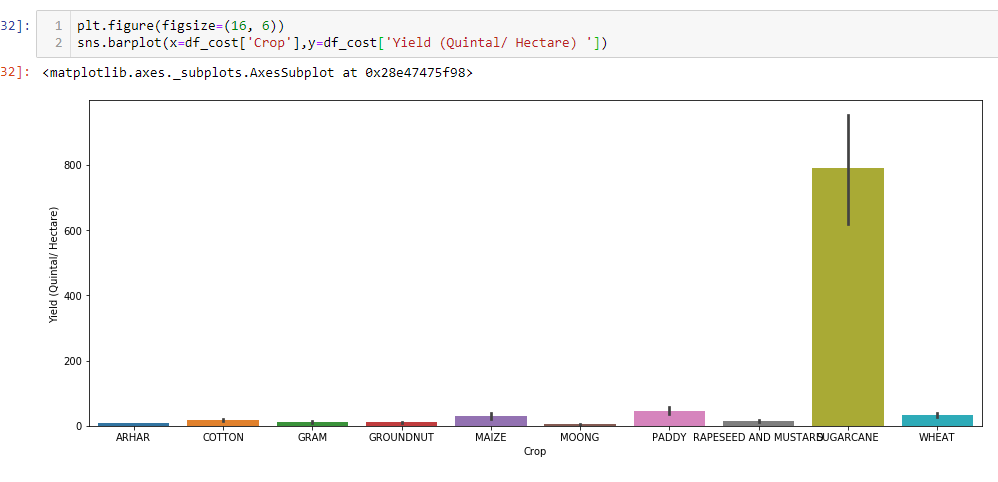 32]:
1 plt.figure(figsize=(16, 6))
2 sns.barplot(x=df_cost['Crop'],y=df_cost['Yield (Quintal/ Hectare) '])
32]: <matplotlib.axes._subplots.AxesSubplot at 0x28e47475f98>
Yield (Quintal/ Hectare)
800
600
400
200
0
ARHAR COTTON GRAM GROUNDNUT MAIZE MOONG PADDY RAPESEED AND MUSTARD SUGARCANE WHEAT
Crop